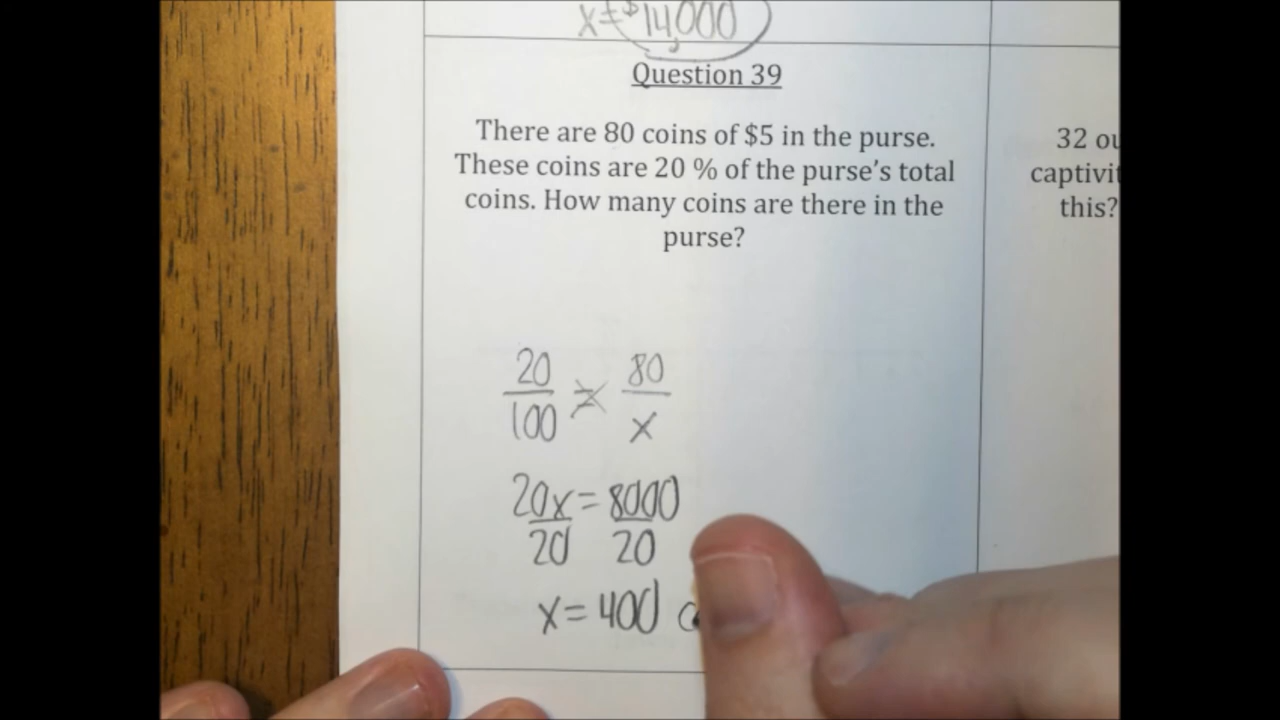 x=$14,000
Question 39
There are 80 coins of $5 in the purse.
These coins are 20 % of the purse's total
coins. How many coins are there in the
purse?
32
captivit
this?
20/100 = 80/x
20x = 8000
20 20
x = 400